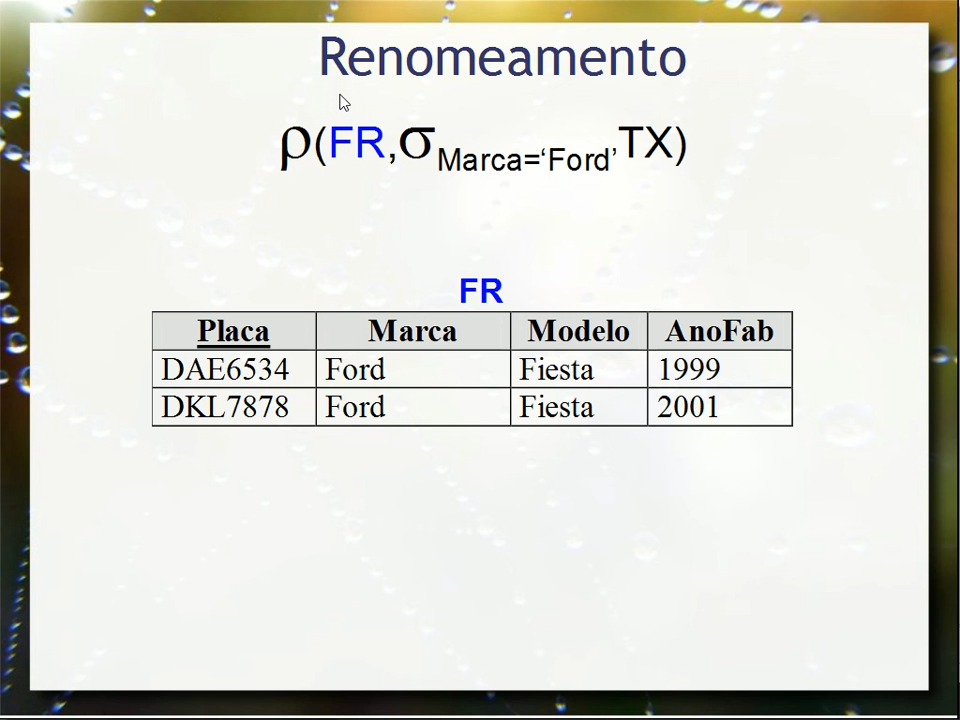 Renomeamento
ρ(FR,σMarca=‘Ford’TX)
FR
Placa Marca Modelo AnoFab
DAE6534 Ford Fiesta 1999
DKL7878 Ford Fiesta 2001